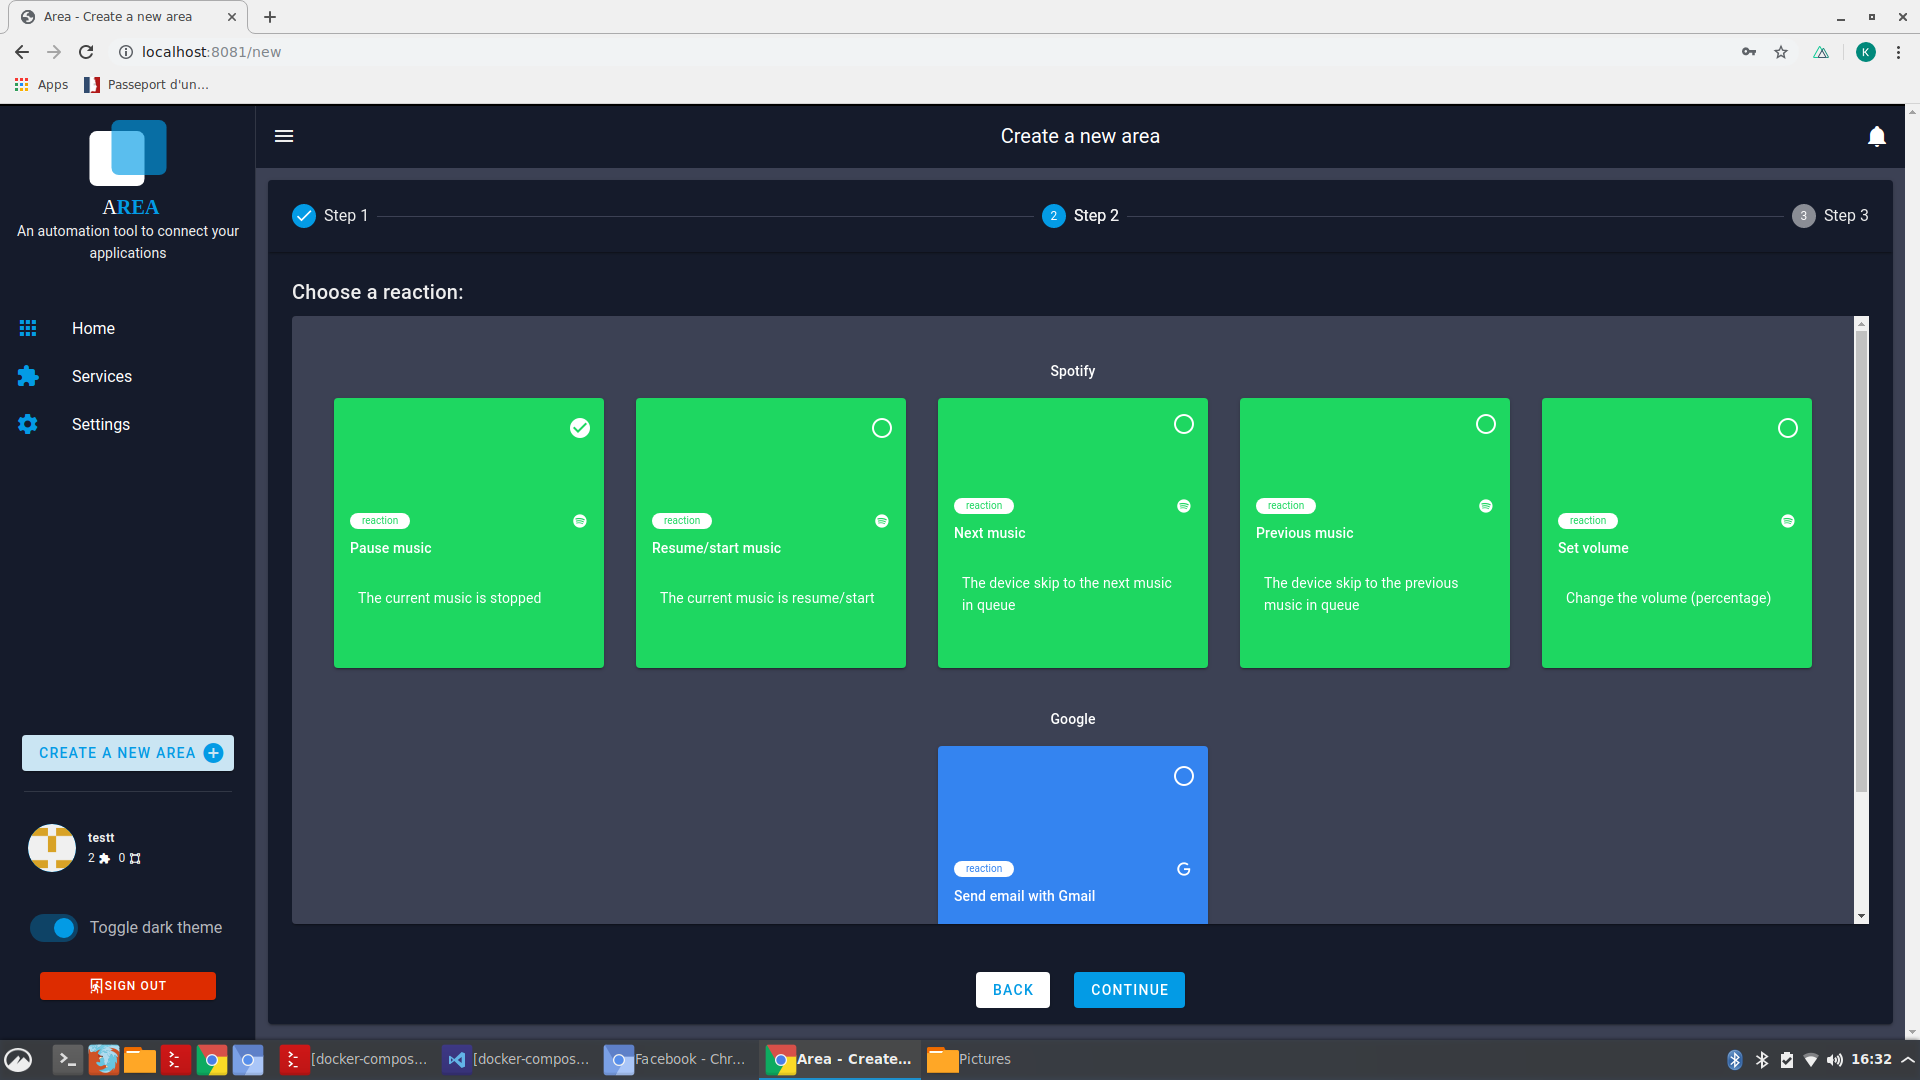 Area - Create a new area
localhost:8081/new
K
Apps
Passeport d'un...
AREA
An automation tool to connect your
applications
Home
Services
Settings
CREATE A NEW AREA
testt
2 0
Toggle dark theme
SIGN OUT
Create a new area
Step 1
2 Step 2
3 Step 3
Choose a reaction:
Spotify
reaction
Pause music
The current music is stopped
reaction
Resume/start music
The current music is resume/start
reaction
Next music
The device skip to the next music
in queue
reaction
Previous music
The device skip to the previous
music in queue
reaction
Set volume
Change the volume (percentage)
Google
reaction
G
Send email with Gmail
BACK
CONTINUE
[docker-compos...
[docker-compos...
Facebook - Chr...
Area - Create...
Pictures
16:32